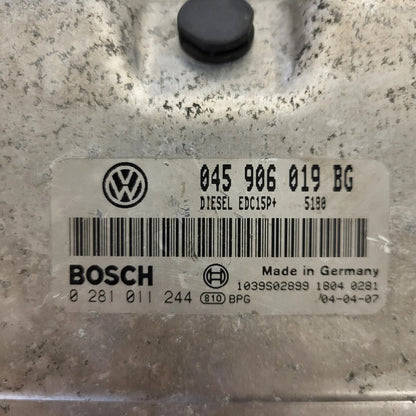 045 906 019 BG
DIESEL EDC15P+ 5180
BOSCH
Made in Germany
1039S02899 1804 0281
0 281 011 244 810 BPG 04-04-07